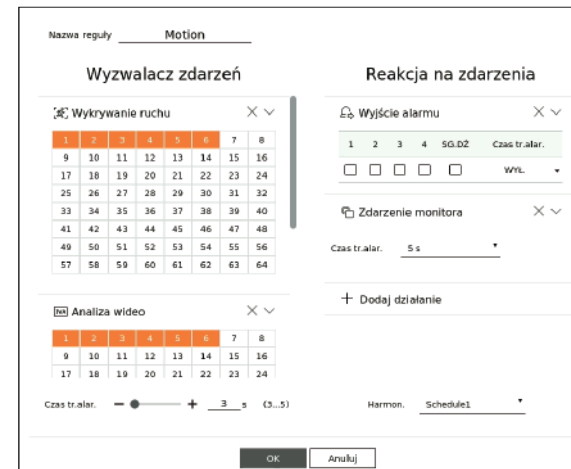 Nazwa reguły Motion
Wyzwalacz zdarzeń
Wykrywanie ruchu
1 2 3 4 5 6 7 8
9 10 11 12 13 14 15 16
17 18 19 20 21 22 23 24
25 26 27 28 29 30 31 32
33 34 35 36 37 38 39 40
41 42 43 44 45 46 47 48
49 50 51 52 53 54 55 56
57 58 59 60 61 62 63 64
IVA Analiza wideo
1 2 3 4 5 6 7 8
9 10 11 12 13 14 15 16
17 18 19 20 21 22 23 24
Czas tr.alar. 3 s (3...5)
Reakcja na zdarzenia
Wyjście alarmu
1 2 3 4 SG.DŹ Czas tr.alar.
WYŁ.
Zdarzenie monitora
Czas tr.alar. 5 s
+ Dodaj działanie
Harmon. Schedule1
OK Anuluj